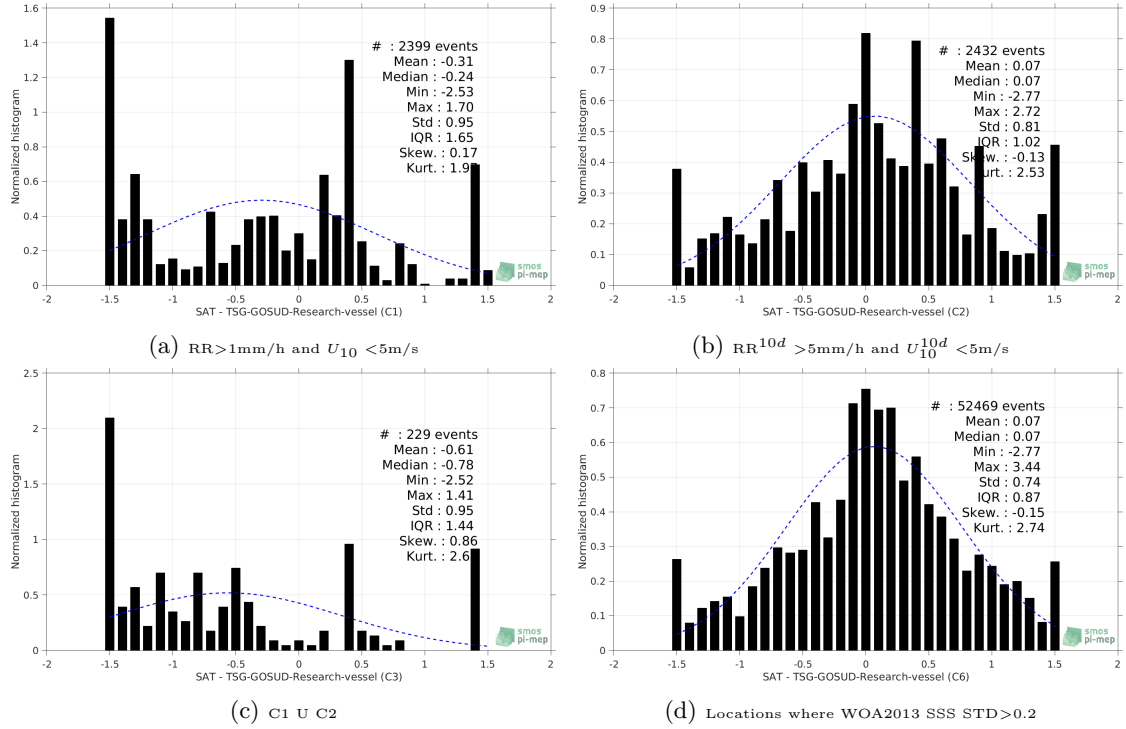 1.6
1.4
1.2
1
0.8
0.6
0.4
0.2
0
Normalized histogram
# : 2399 events
Mean : -0.31
Median : -0.24
Min : -2.53
Max : 1.70
Std : 0.95
IQR : 1.65
Skew. : 0.17
Kurt. : 1.9
smos
pi-mep
-2 -1.5 -1 -0.5 0 0.5 1 1.5 2
SAT - TSG-GOSUD-Research-vessel (C1)
(a) RR>1mm/h and U10 <5m/s
0.9
0.8
0.7
0.6
0.5
0.4
0.3
0.2
0.1
0
Normalized histogram
# : 2432 events
Mean : 0.07
Median : 0.07
Min : -2.77
Max : 2.72
Std : 0.81
IQR : 1.02
Skew. : -0.13
Kurt. : 2.53
smos
pi-mep
-2 -1.5 -1 -0.5 0 0.5 1 1.5 2
SAT - TSG-GOSUD-Research-vessel (C2)
(b) RR^10d >5mm/h and U10^10d <5m/s
2.5
2
1.5
1
0.5
0
Normalized histogram
# : 229 events
Mean : -0.61
Median : -0.78
Min : -2.52
Max : 1.41
Std : 0.95
IQR : 1.44
Skew. : 0.86
Kurt. : 2.6
smos
pi-mep
-2 -1.5 -1 -0.5 0 0.5 1 1.5 2
SAT - TSG-GOSUD-Research-vessel (C3)
(c) C1 U C2
0.8
0.7
0.6
0.5
0.4
0.3
0.2
0.1
0
Normalized histogram
# : 52469 events
Mean : 0.07
Median : 0.07
Min : -2.77
Max : 3.44
Std : 0.74
IQR : 0.87
Skew. : -0.15
Kurt. : 2.74
smos
pi-mep
-2 -1.5 -1 -0.5 0 0.5 1 1.5 2
SAT - TSG-GOSUD-Research-vessel (C6)
(d) Locations where WOA2013 SSS STD>0.2